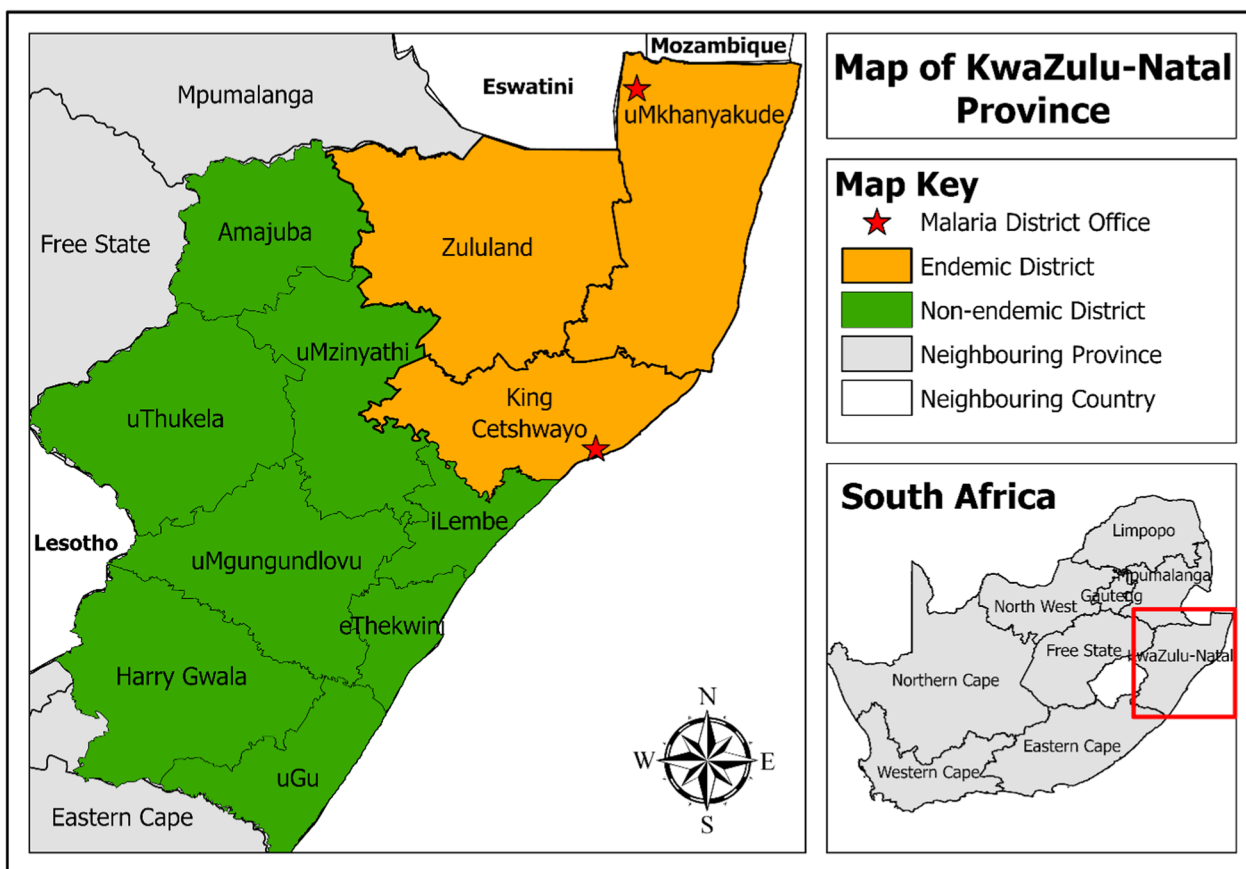 Mozambique
Eswatini
Mpumalanga
uMkhanyakude
Free State
Amajuba
Zululand
uMzinyathi
uThukela
King
Cetshwayo
iLembe
Lesotho
uMgungundlovu
eThekwini
Harry Gwala
uGu
Eastern Cape
N
W
E
S
Map of KwaZulu-Natal
Province
Map Key
Malaria District Office
Endemic District
Non-endemic District
Neighbouring Province
Neighbouring Country
South Africa
Limpopo
Mpumalanga
Gauteng
North West
Free State
KwaZulu-Natal
Northern Cape
Eastern Cape
Western Cape